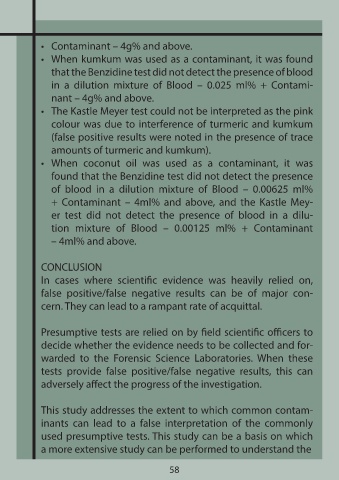 • Contaminant – 4g% and above.
• When kumkum was used as a contaminant, it was found
that the Benzidine test did not detect the presence of blood
in a dilution mixture of Blood – 0.025 ml% + Contami-
nant – 4g% and above.
• The Kastle Meyer test could not be interpreted as the pink
colour was due to interference of turmeric and kumkum
(false positive results were noted in the presence of trace
amounts of turmeric and kumkum).
• When coconut oil was used as a contaminant, it was
found that the Benzidine test did not detect the presence
of blood in a dilution mixture of Blood – 0.00625 ml%
+ Contaminant – 4ml% and above, and the Kastle Mey-
er test did not detect the presence of blood in a dilu-
tion mixture of Blood – 0.00125 ml% + Contaminant
– 4ml% and above.
CONCLUSION
In cases where scientific evidence was heavily relied on,
false positive/false negative results can be of major con-
cern. They can lead to a rampant rate of acquittal.
Presumptive tests are relied on by field scientific officers to
decide whether the evidence needs to be collected and for-
warded to the Forensic Science Laboratories. When these
tests provide false positive/false negative results, this can
adversely affect the progress of the investigation.
This study addresses the extent to which common contam-
inants can lead to a false interpretation of the commonly
used presumptive tests. This study can be a basis on which
a more extensive study can be performed to understand the
58